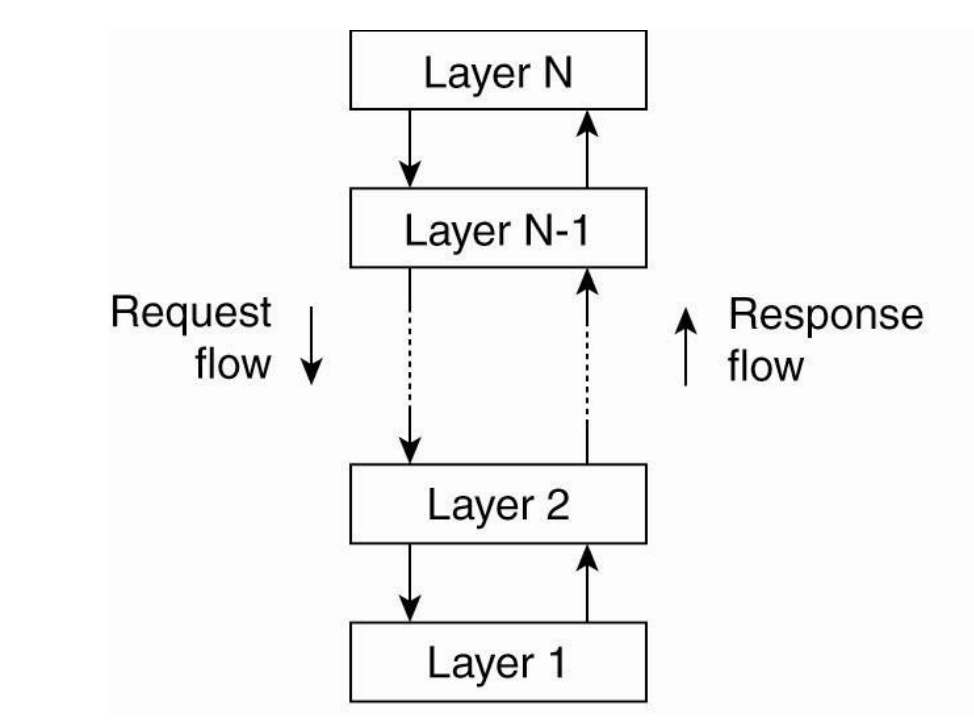 Layer N
Layer N-1
Request
flow
Response
flow
Layer 2
Layer 1